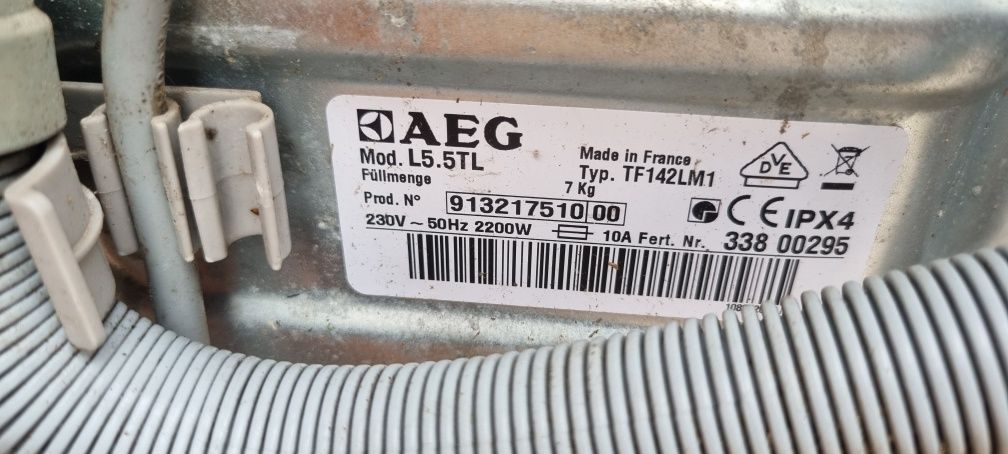 AEG
Mod. L5.5TL
Made in France
Füllmenge
Typ. TF142LM1
7 Kg
DVE
Prod. N° 913217510 00
CE IPX4
230V ~ 50Hz 2200W 10A Fert. Nr. 338 00295